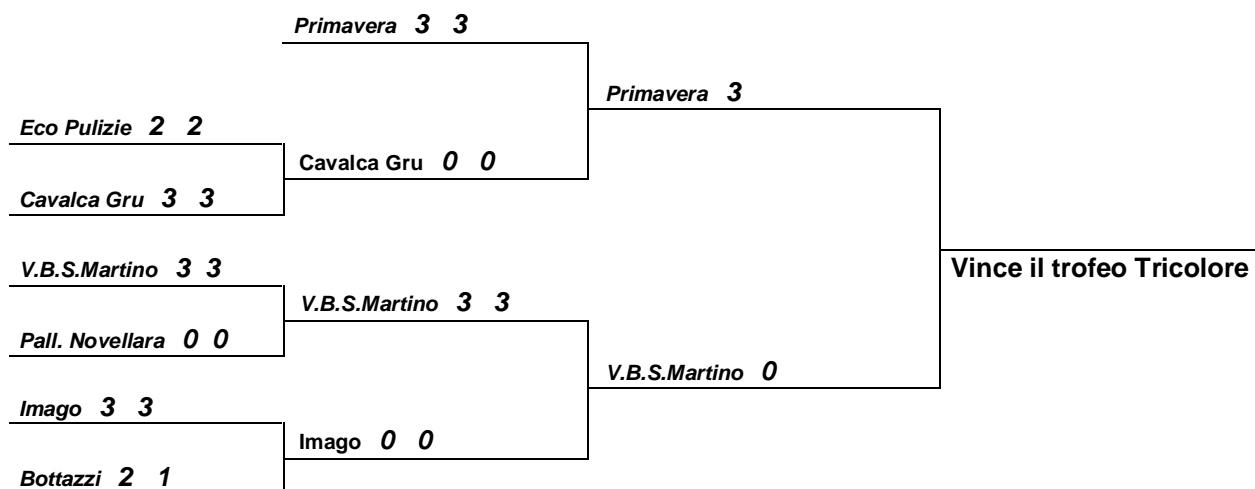 Primavera 3 3
Primavera 3
Eco Pulizie 2 2
Cavalca Gru 0 0
Cavalca Gru 3 3
V.B.S.Martino 3 3
Vince il trofeo Tricolore
V.B.S.Martino 3 3
Pall. Novellara 0 0
V.B.S.Martino 0
Imago 3 3
Imago 0 0
Bottazzi 2 1